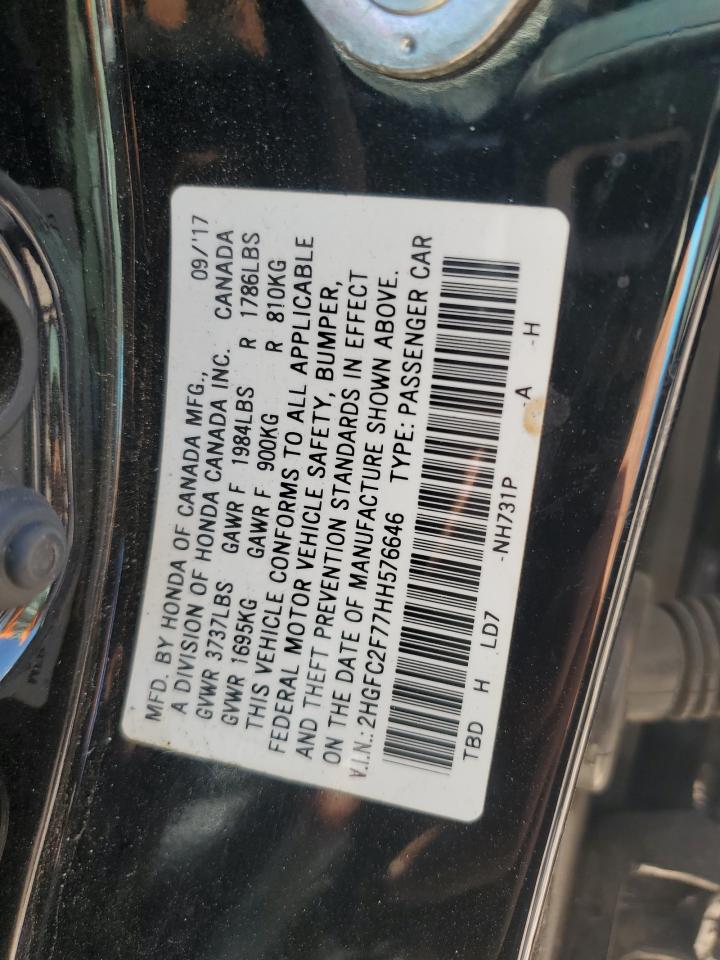 MFD. BY HONDA OF CANADA MFG., 09/'17
A DIVISION OF HONDA CANADA INC. CANADA
GVWR 3737LBS GAWR F 1984LBS R 1786LBS
GVWR 1695KG GAWR F 900KG R 810KG
THIS VEHICLE CONFORMS TO ALL APPLICABLE
FEDERAL MOTOR VEHICLE SAFETY, BUMPER,
AND THEFT PREVENTION STANDARDS IN EFFECT
ON THE DATE OF MANUFACTURE SHOWN ABOVE.
V.I.N.: 2HGFC2F77HH576646 TYPE: PASSENGER CAR
TBD H LD7 -NH731P -A -H